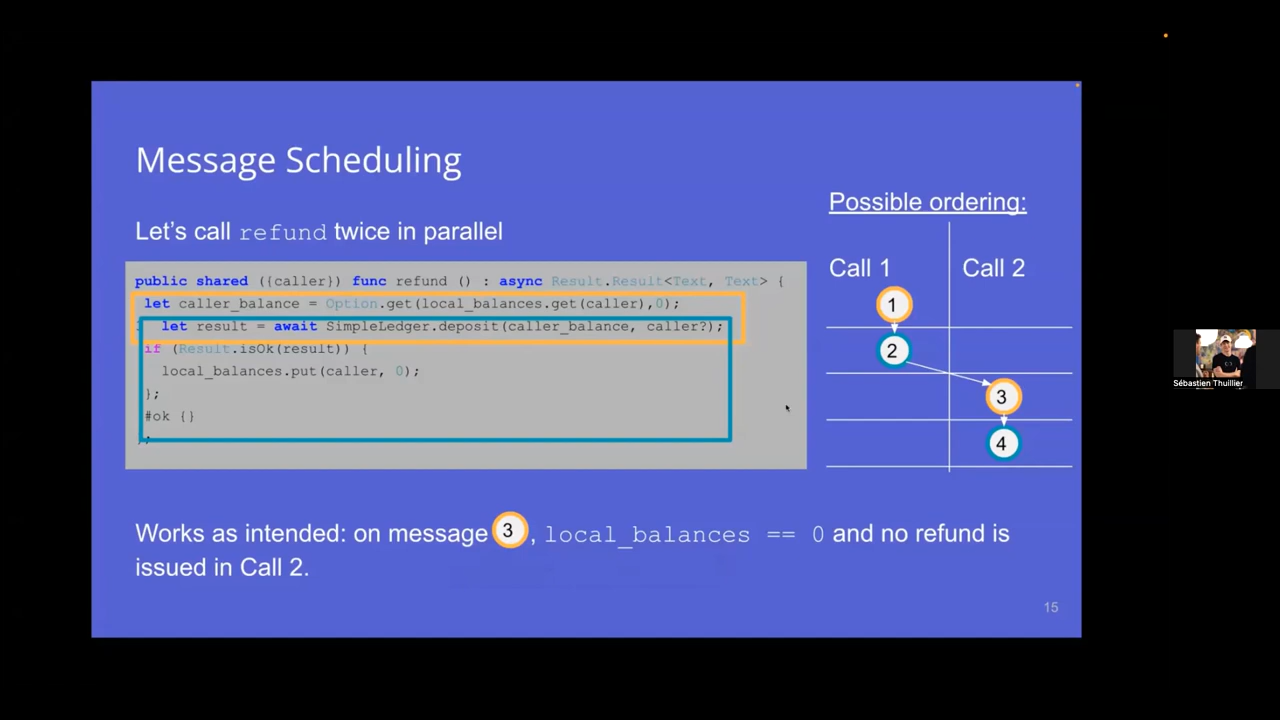 Message Scheduling
Let's call refund twice in parallel
public shared ({caller}) func refund () : async Result.Result<Text, Text> {
let caller_balance = Option.get(local_balances.get(caller),0);
let result = await SimpleLedger.deposit(caller_balance, caller?);
if (Result.isOk(result)) {
local_balances.put(caller, 0);
};
#ok {}
};
Possible ordering:
Call 1 Call 2
1
2
3
4
Works as intended: on message 3, local_balances == 0 and no refund is
issued in Call 2.
15
Sébastien Thuillier